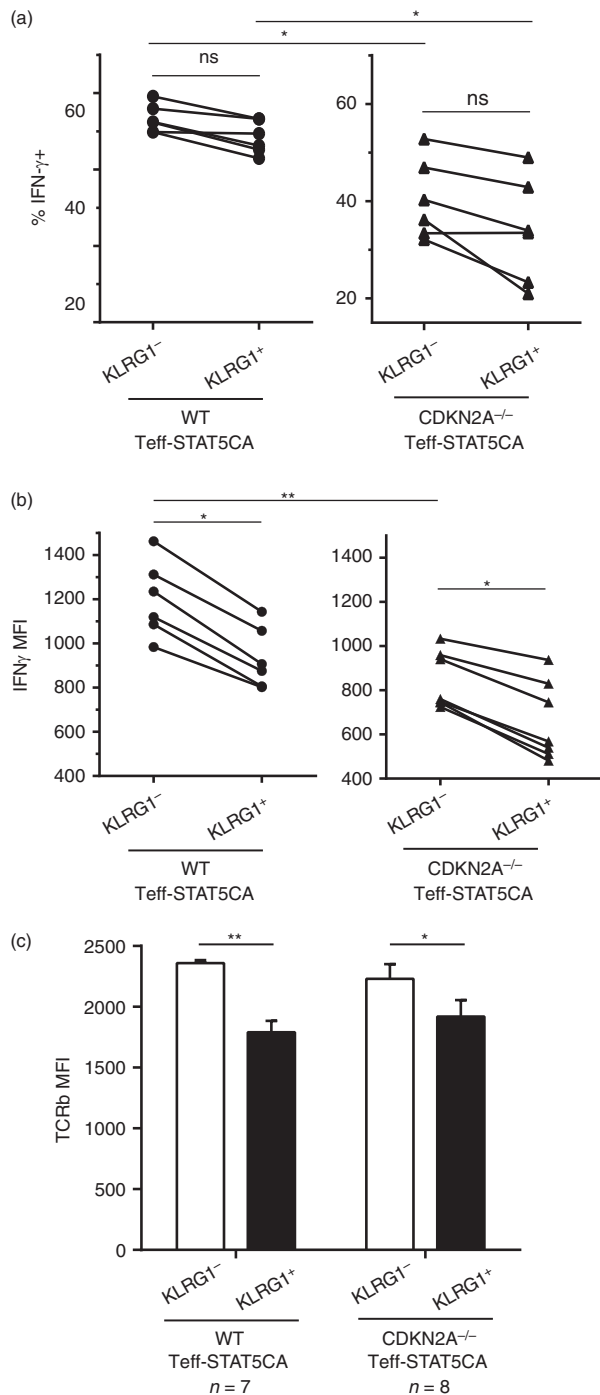 (a)
*
*
ns
ns
% IFN-γ+
60
40
20
60
40
20
KLRG1⁻
KLRG1⁺
KLRG1⁻
KLRG1⁺
WT
Teff-STAT5CA
CDKN2A⁻/⁻
Teff-STAT5CA
(b)
**
*
*
IFNγ MFI
1400
1200
1000
800
600
400
1400
1200
1000
800
600
400
KLRG1⁻
KLRG1⁺
KLRG1⁻
KLRG1⁺
WT
Teff-STAT5CA
CDKN2A⁻/⁻
Teff-STAT5CA
(c)
**
*
TCRb MFI
2500
2000
1500
1000
500
0
KLRG1⁻
KLRG1⁺
KLRG1⁻
KLRG1⁺
WT
Teff-STAT5CA
n = 7
CDKN2A⁻/⁻
Teff-STAT5CA
n = 8